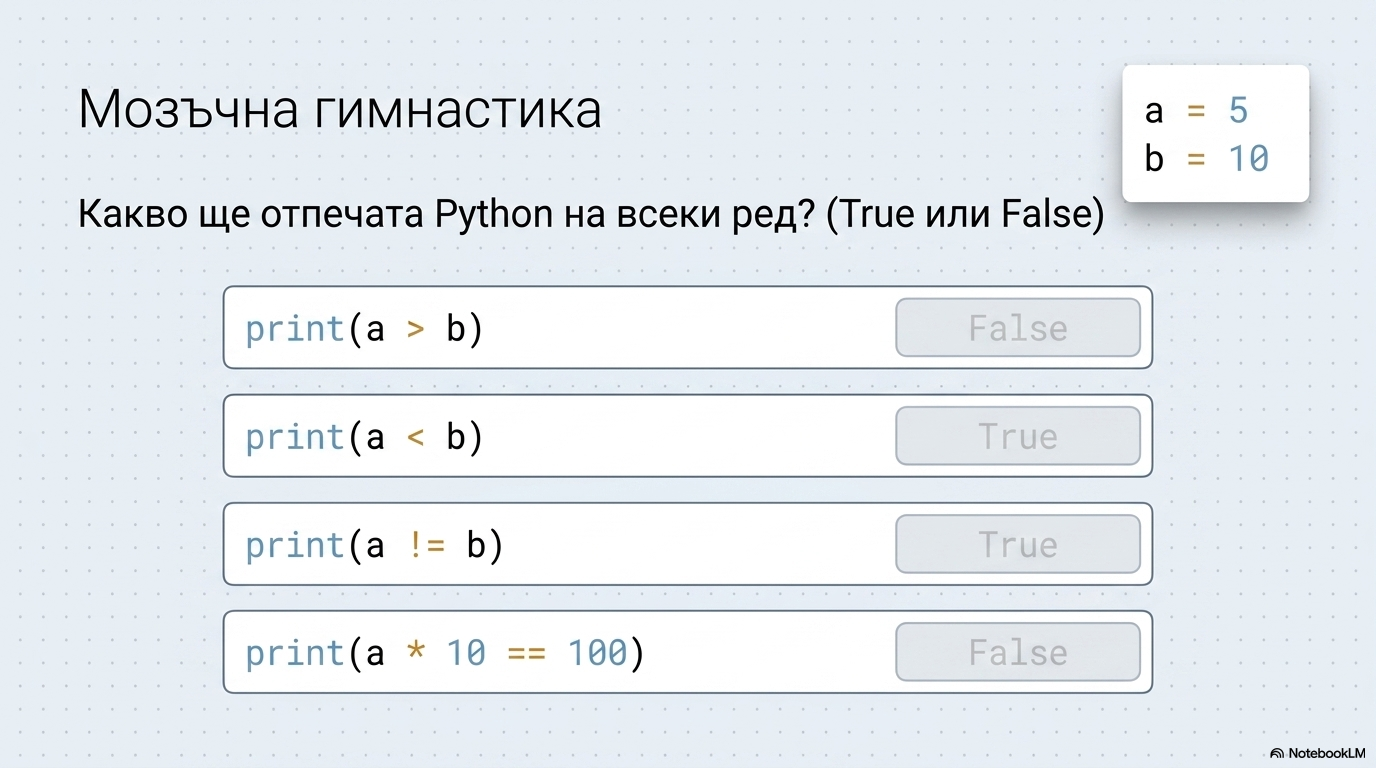 Мозъчна гимнастика
a = 5
b = 10
Какво ще отпечата Python на всеки ред? (True или False)
print(a > b)
False
print(a < b)
True
print(a != b)
True
print(a * 10 == 100)
False
NotebookLM